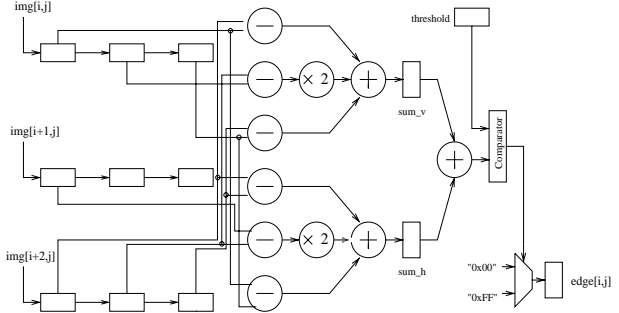 img[i,j]
threshold
—
—
× 2
+
sum_v
—
img[i+1,j]
Comparator
+
—
—
× 2
+
img[i+2,j]
sum_h
—
"0x00"
"0xFF"
edge[i,j]